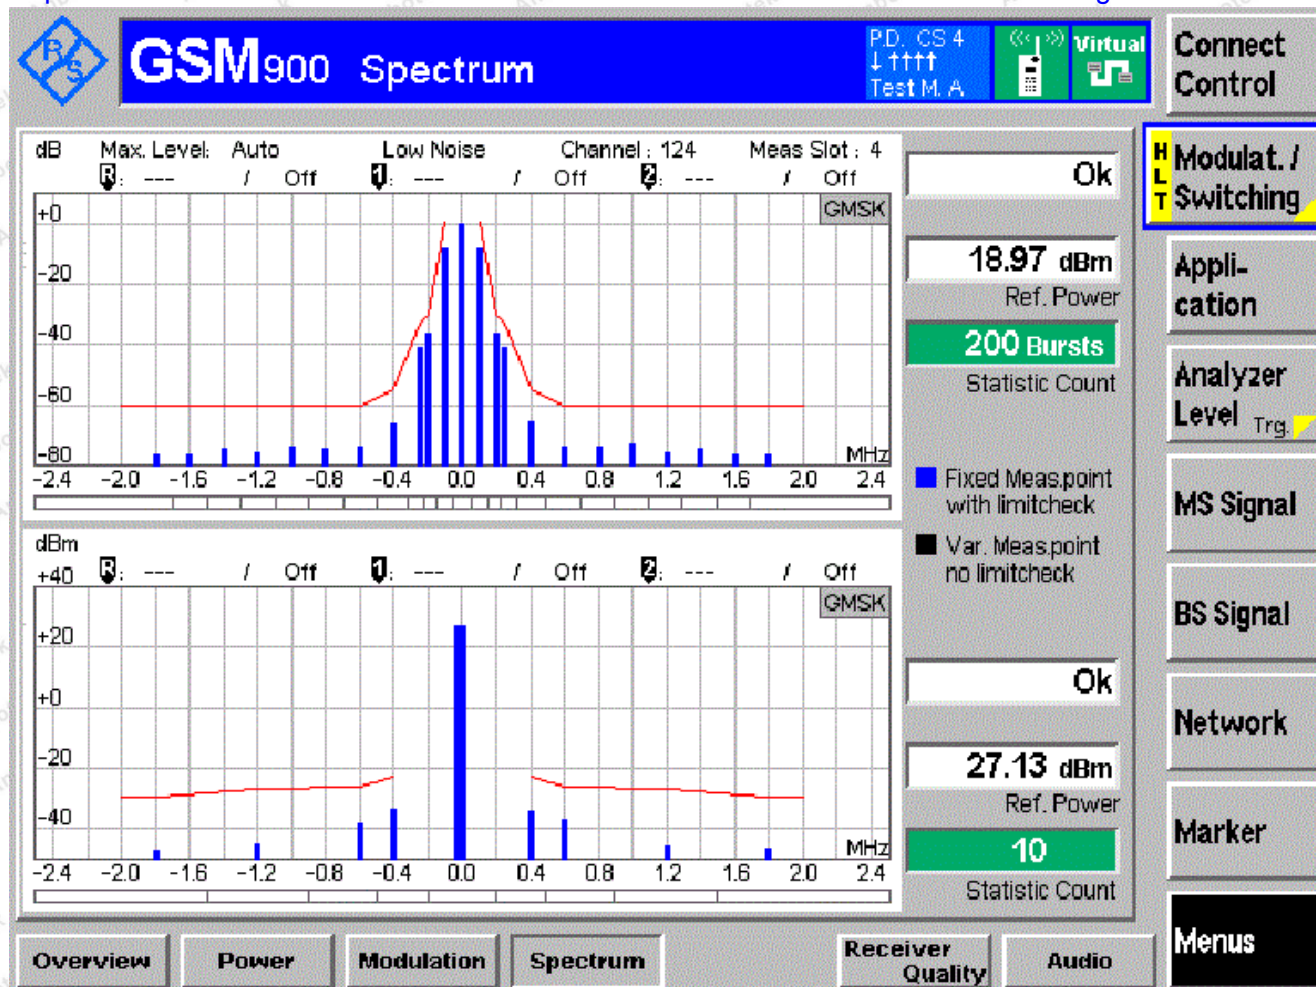 R S
GSM900 Spectrum
P.D. CS 4
Test M. A.
Virtual
Connect
Control
dB Max. Level: Auto Low Noise Channel : 124 Meas Slot : 4
R: --- / Off 1: --- / Off 2: --- / Off
GMSK
+0
-20
-40
-60
-80
MHz
-2.4 -2.0 -1.6 -1.2 -0.8 -0.4 0.0 0.4 0.8 1.2 1.6 2.0 2.4
Ok
18.97 dBm
Ref. Power
200 Bursts
Statistic Count
Fixed Meas.point
with limitcheck
Var. Meas.point
no limitcheck
dBm
R: --- / Off 1: --- / Off 2: --- / Off
GMSK
+40
+20
+0
-20
-40
MHz
-2.4 -2.0 -1.6 -1.2 -0.8 -0.4 0.0 0.4 0.8 1.2 1.6 2.0 2.4
Ok
27.13 dBm
Ref. Power
10
Statistic Count
HLT
Modulat. /
Switching
Appli-
cation
Analyzer
Level Trg.
MS Signal
BS Signal
Network
Marker
Menus
Overview
Power
Modulation
Spectrum
Receiver
Quality
Audio